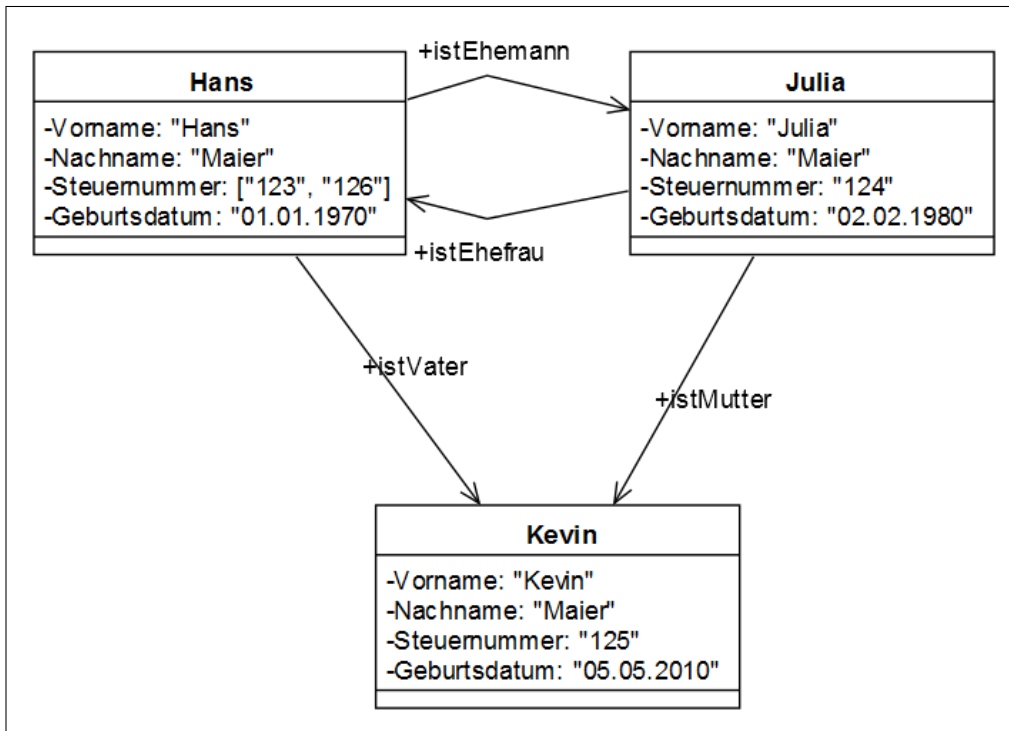 +istEhemann
Hans
-Vorname: "Hans"
-Nachname: "Maier"
-Steuernummer: ["123", "126"]
-Geburtsdatum: "01.01.1970"
Julia
-Vorname: "Julia"
-Nachname: "Maier"
-Steuernummer: "124"
-Geburtsdatum: "02.02.1980"
+istEhefrau
+istVater
+istMutter
Kevin
-Vorname: "Kevin"
-Nachname: "Maier"
-Steuernummer: "125"
-Geburtsdatum: "05.05.2010"